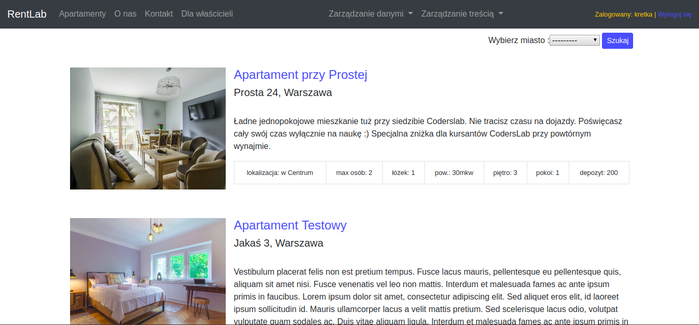 RentLab Apartamenty O nas Kontakt Dla właścicieli Zarządzanie danymi Zarządzanie treścią Zalogowany: kretka | Wyloguj się
Wybierz miasto : --------- Szukaj
Apartament przy Prostej
Prosta 24, Warszawa
Ładne jednopokojowe mieszkanie tuż przy siedzibie Coderslab. Nie tracisz czasu na dojazdy. Poświęcasz
cały swój czas wyłącznie na naukę :) Specjalna zniżka dla kursantów CodersLab przy powtórnym
wynajmie.
lokalizacja: w Centrum max osób: 2 łóżek: 1 pow.: 30mkw piętro: 3 pokoi: 1 depozyt: 200
Apartament Testowy
Jakaś 3, Warszawa
Vestibulum placerat felis non est pretium tempus. Fusce lacus mauris, pellentesque eu pellentesque quis,
aliquam sit amet nisi. Fusce venenatis vel leo non mattis. Interdum et malesuada fames ac ante ipsum
primis in faucibus. Lorem ipsum dolor sit amet, consectetur adipiscing elit. Sed aliquet eros elit, id laoreet
ipsum sollicitudin id. Mauris ullamcorper lacus a velit mattis pretium. Sed scelerisque lacus odio, volutpat
vulputate quam sodales ac. Duis vitae aliquam ligula. Interdum et malesuada fames ac ante ipsum primis in